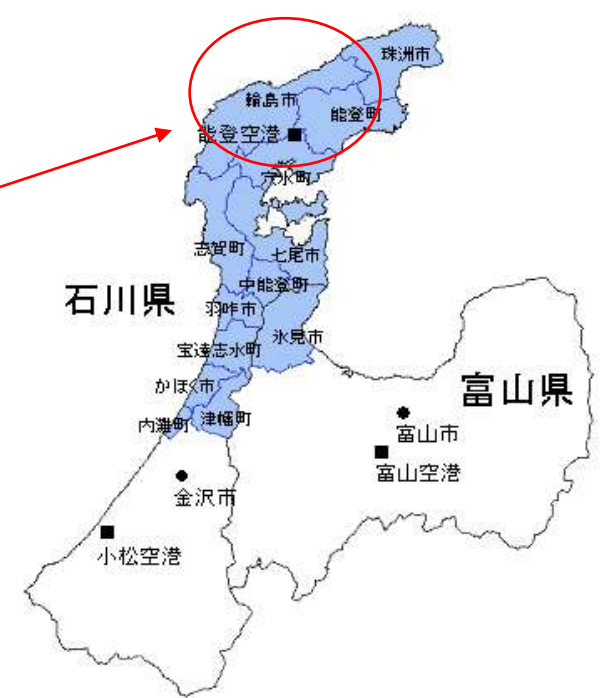 珠洲市
輪島市
能登町
能登空港
穴水町
志賀町
七尾市
中能登町
石川県
羽咋市
氷見市
宝達志水町
かほく市
富山県
内灘町
津幡町
富山市
富山空港
金沢市
小松空港